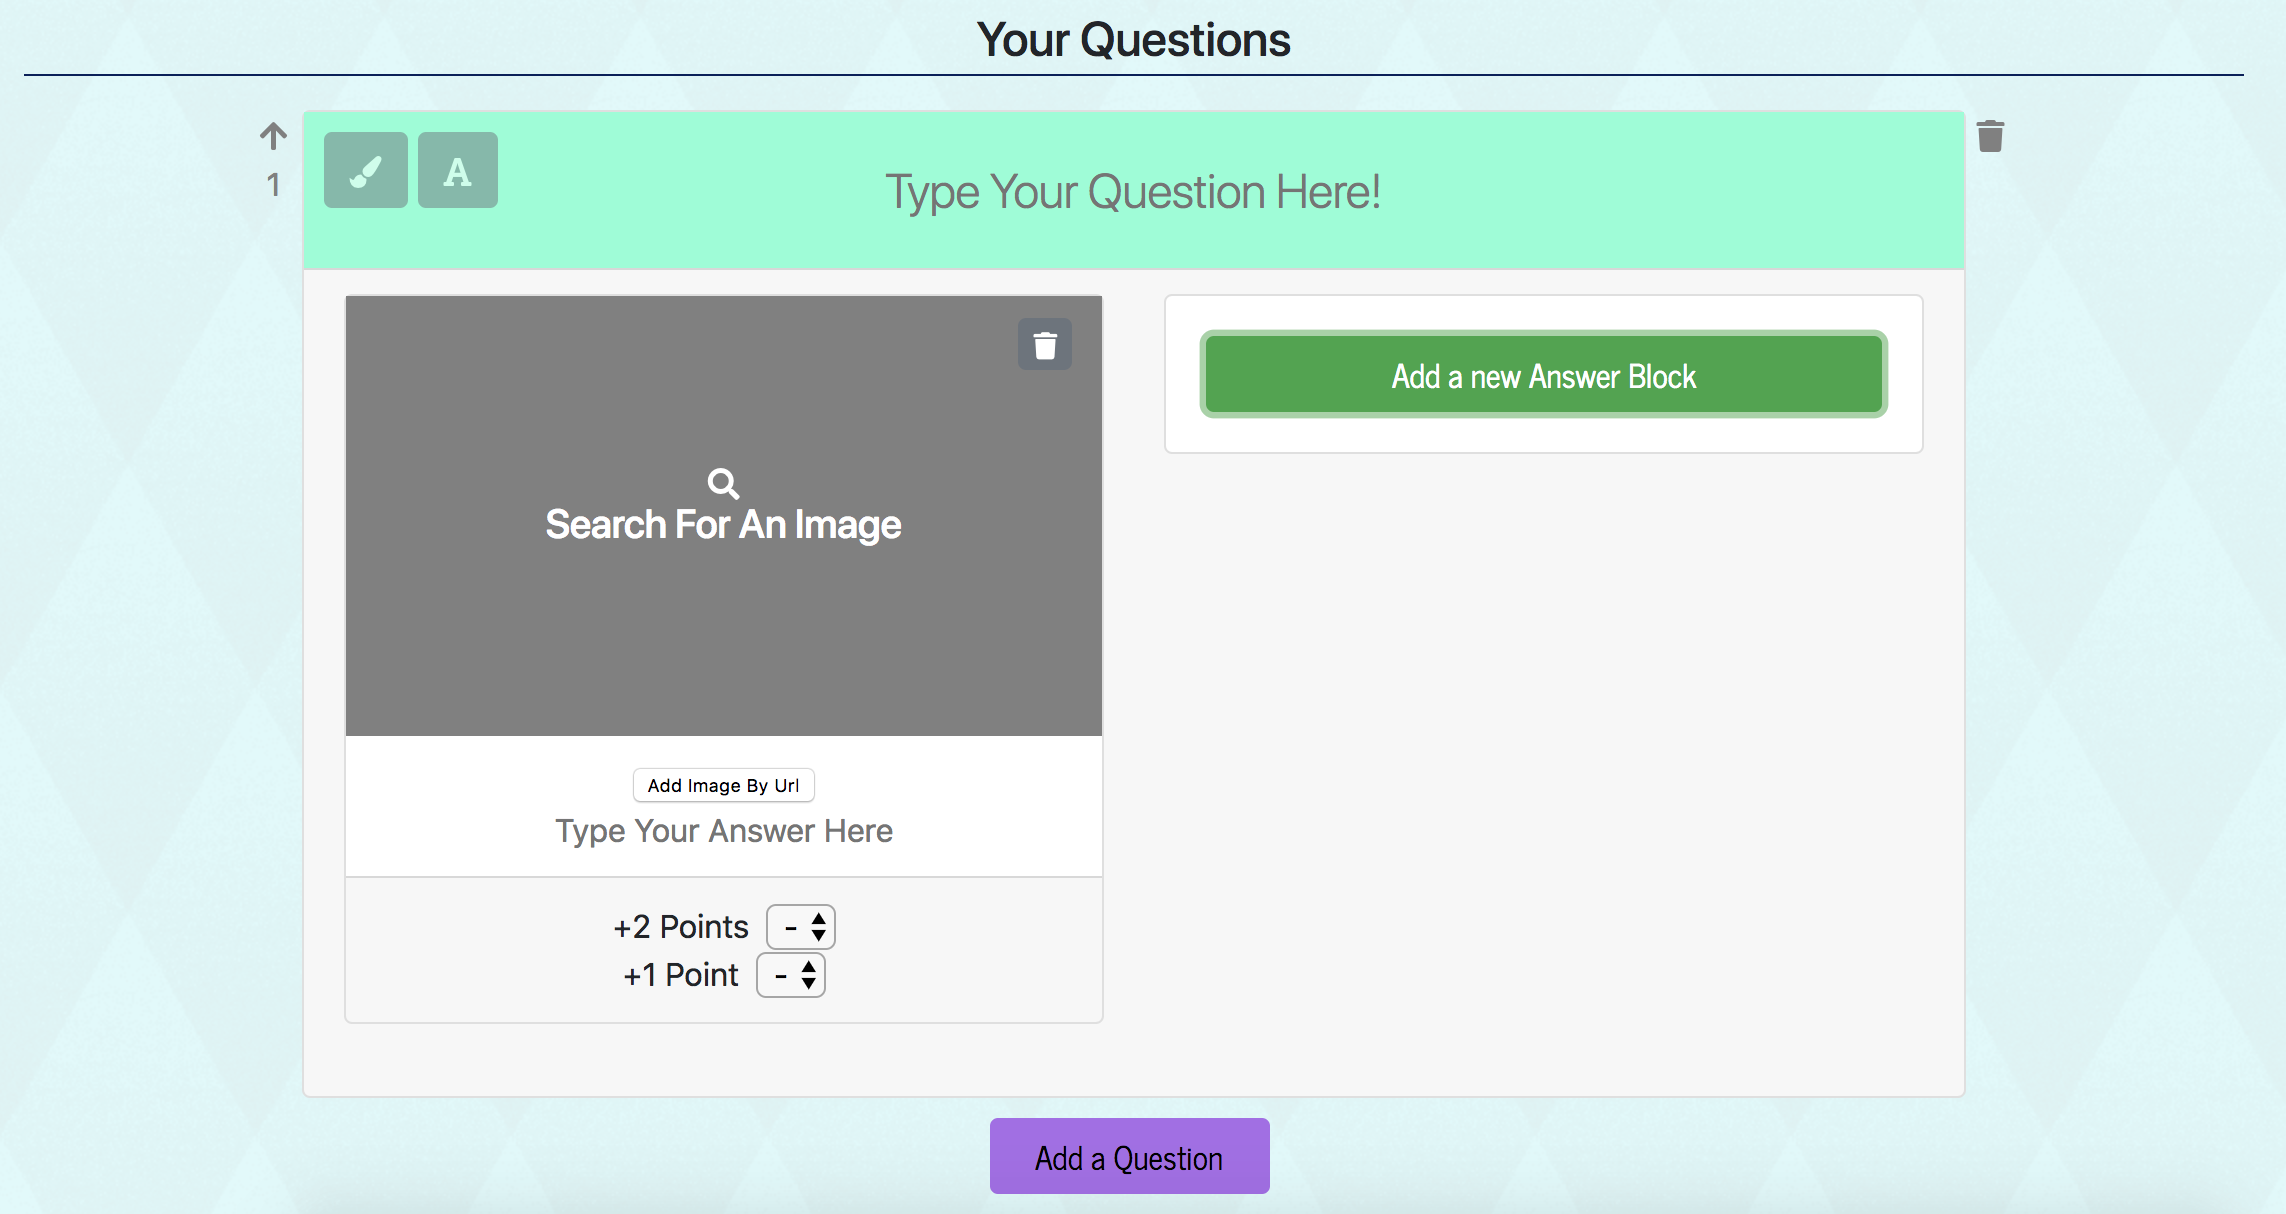 Your Questions
1
A
Type Your Question Here!
Search For An Image
Add a new Answer Block
Add Image By Url
Type Your Answer Here
+2 Points -
+1 Point -
Add a Question